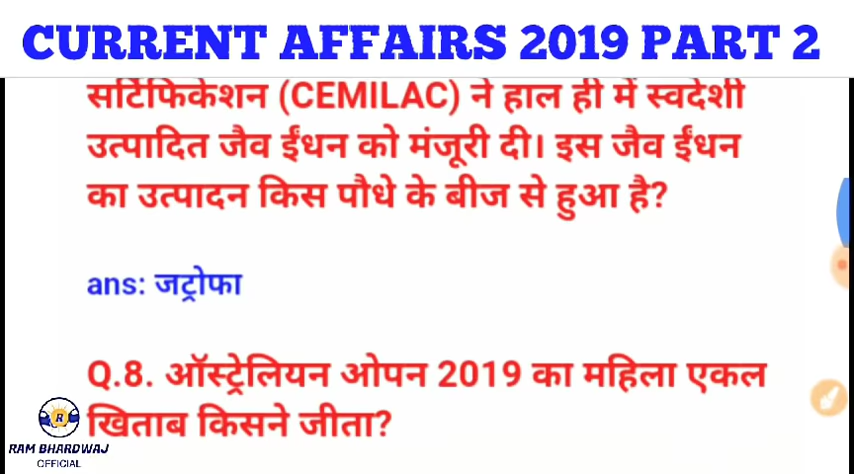 CURRENT AFFAIRS 2019 PART 2
सर्टिफिकेशन (CEMILAC) ने हाल ही में स्वदेशी
उत्पादित जैव ईंधन को मंजूरी दी। इस जैव ईंधन
का उत्पादन किस पौधे के बीज से हुआ है?
ans: जट्रोफा
Q.8. ऑस्ट्रेलियन ओपन 2019 का महिला एकल
खिताब किसने जीता?
R
RAM BHARDWAJ
OFFICIAL